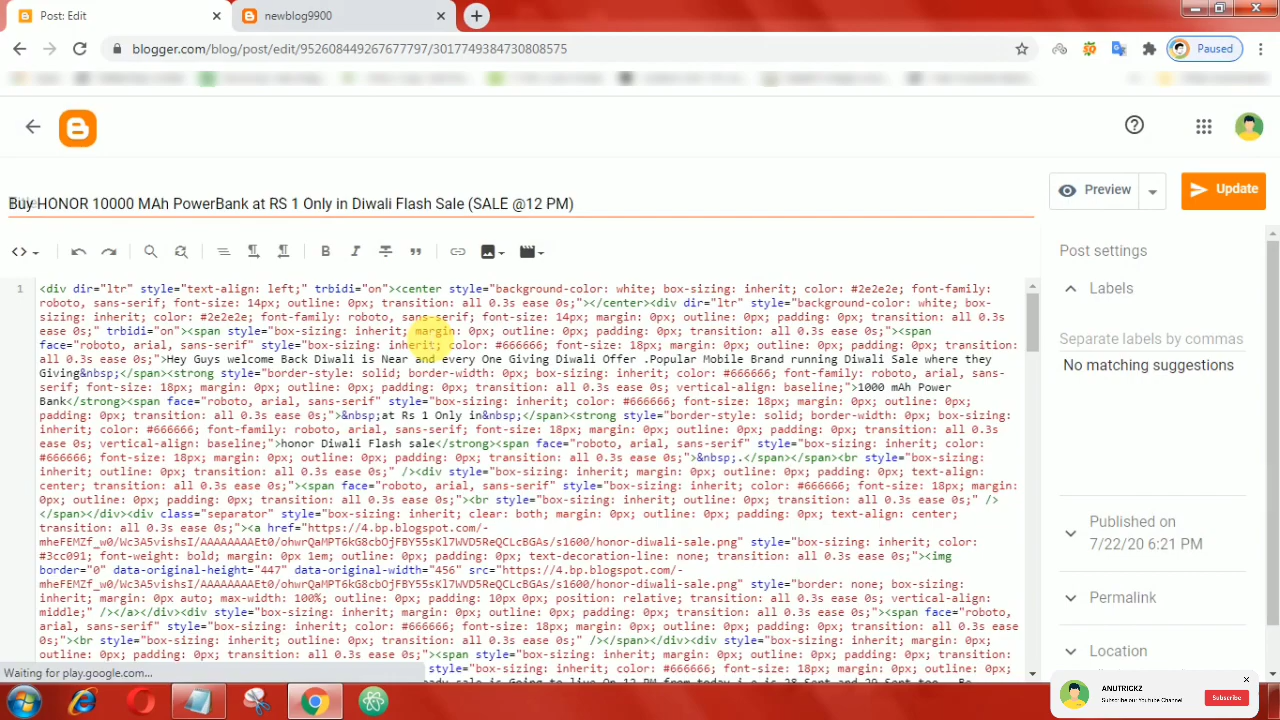 Post: Edit
newblog9900
blogger.com/blog/post/edit/952608449267677797/3017749384730808575
Paused
Buy HONOR 10000 MAh PowerBank at RS 1 Only in Diwali Flash Sale (SALE @12 PM)
Preview
Update
Post settings
Labels
Separate labels by commas
No matching suggestions
Published on
7/22/20 6:21 PM
Permalink
Location
1
<div dir="ltr" style="text-align: left;" trbidi="on"><center style="background-color: white; box-sizing: inherit; color: #2e2e2e; font-family:
roboto, sans-serif; font-size: 14px; outline: 0px; transition: all 0.3s ease 0s;"></center><div dir="ltr" style="background-color: white; box-
sizing: inherit; color: #2e2e2e; font-family: roboto, sans-serif; font-size: 14px; margin: 0px; outline: 0px; padding: 0px; transition: all 0.3s
ease 0s;" trbidi="on"><span style="box-sizing: inherit; margin: 0px; outline: 0px; padding: 0px; transition: all 0.3s ease 0s;"><span
face="roboto, arial, sans-serif" style="box-sizing: inherit; color: #666666; font-size: 18px; margin: 0px; outline: 0px; padding: 0px; transition:
all 0.3s ease 0s;">Hey Guys welcome Back Diwali is Near and every One Giving Diwali Offer .Popular Mobile Brand running Diwali Sale where they
Giving&nbsp;</span><strong style="border-style: solid; border-width: 0px; box-sizing: inherit; color: #666666; font-family: roboto, arial, sans-
serif; font-size: 18px; margin: 0px; outline: 0px; padding: 0px; transition: all 0.3s ease 0s; vertical-align: baseline;">1000 mAh Power
Bank</strong><span face="roboto, arial, sans-serif" style="box-sizing: inherit; color: #666666; font-size: 18px; margin: 0px; outline: 0px;
padding: 0px; transition: all 0.3s ease 0s;">&nbsp;at Rs 1 Only in&nbsp;</span><strong style="border-style: solid; border-width: 0px; box-sizing:
inherit; color: #666666; font-family: roboto, arial, sans-serif; font-size: 18px; margin: 0px; outline: 0px; padding: 0px; transition: all 0.3s
ease 0s; vertical-align: baseline;">honor Diwali Flash sale</strong><span face="roboto, arial, sans-serif" style="box-sizing: inherit; color:
#666666; font-size: 18px; margin: 0px; outline: 0px; padding: 0px; transition: all 0.3s ease 0s;">&nbsp;.</span></span><br style="box-sizing:
inherit; outline: 0px; transition: all 0.3s ease 0s;" /><div style="box-sizing: inherit; margin: 0px; outline: 0px; padding: 0px; text-align:
center; transition: all 0.3s ease 0s;"><span face="roboto, arial, sans-serif" style="box-sizing: inherit; color: #666666; font-size: 18px; margin:
0px; outline: 0px; padding: 0px; transition: all 0.3s ease 0s;"><br style="box-sizing: inherit; outline: 0px; transition: all 0.3s ease 0s;" />
</span></div><div class="separator" style="box-sizing: inherit; clear: both; margin: 0px; outline: 0px; padding: 0px; text-align: center;
transition: all 0.3s ease 0s;"><a href="https://4.bp.blogspot.com/-
style="box-sizing: inherit; color:
#3cc091; font-weight: bold; margin: 0px 1em; outline: 0px; padding: 0px; text-decoration-line: none; transition: all 0.3s ease 0s;"><img
border="0" data-original-height="447" data-original-width="456" src="https://4.bp.blogspot.com/-
style="border: none; box-sizing:
inherit; margin: 0px auto; max-width: 100%; outline: 0px; padding: 10px 0px; position: relative; transition: all 0.3s ease 0s; vertical-align:
middle;" /></a></div><div style="box-sizing: inherit; margin: 0px; outline: 0px; padding: 0px; transition: all 0.3s ease 0s;"><span face="roboto,
arial, sans-serif" style="box-sizing: inherit; color: #666666; font-size: 18px; margin: 0px; outline: 0px; padding: 0px; transition: all 0.3s ease
0s;"><br style="box-sizing: inherit; outline: 0px; transition: all 0.3s ease 0s;" /></span></div><div style="box-sizing: inherit; margin: 0px;
outline: 0px; padding: 0px; transition: all 0.3s ease 0s;"><span style="box-sizing: inherit; margin: 0px; outline: 0px; padding: 0px;
style="box-sizing: inherit; color: #666666; font-size: 18px; margin: 0px; outline: 0px;
Waiting for play.google.com...
ANUTRICKZ
Subscribe our Youtube Channel
Subscribe